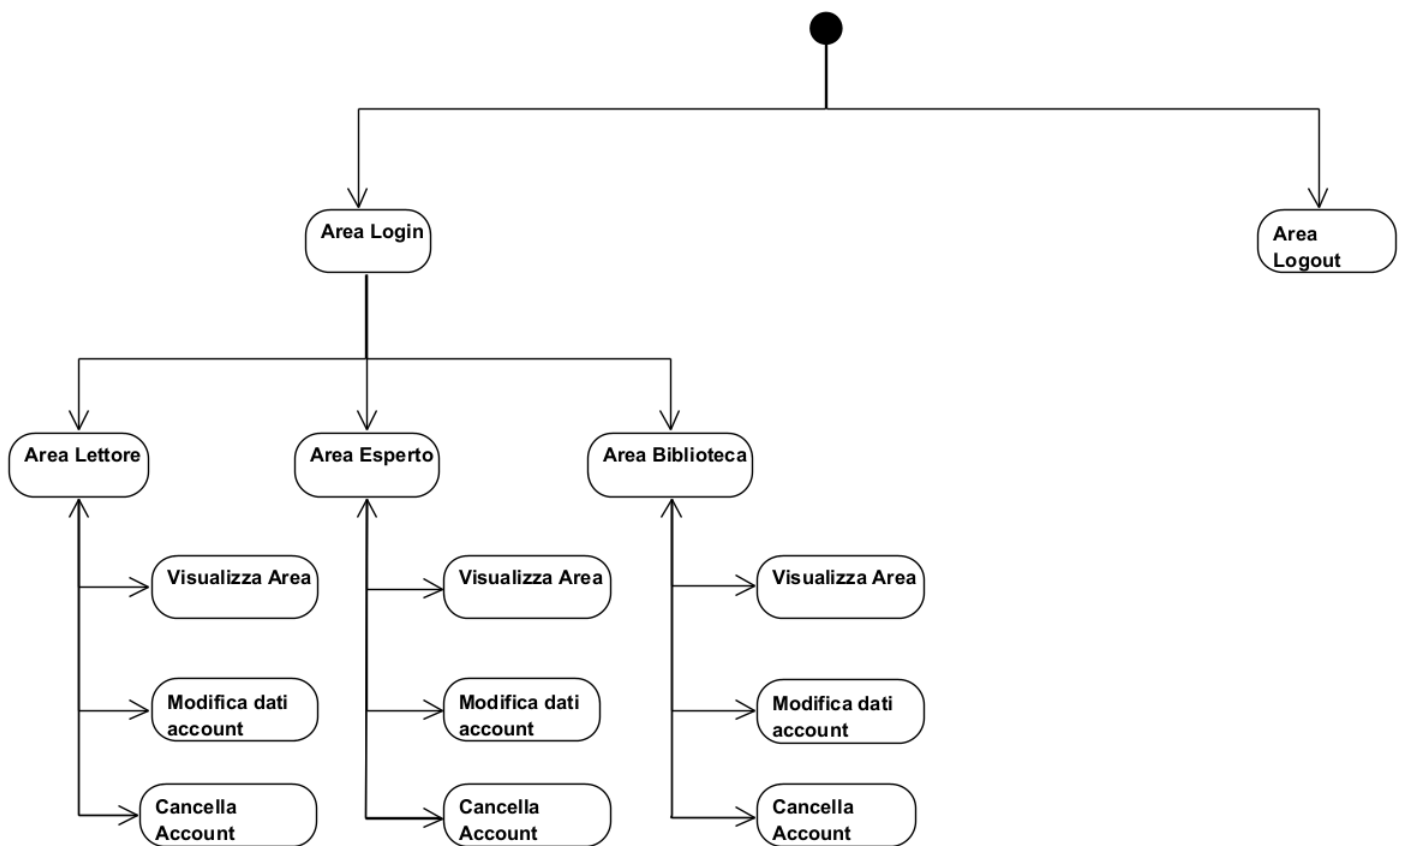 Area Login
Area
Logout
Area Lettore
Area Esperto
Area Biblioteca
Visualizza Area
Visualizza Area
Visualizza Area
Modifica dati
account
Modifica dati
account
Modifica dati
account
Cancella
Account
Cancella
Account
Cancella
Account